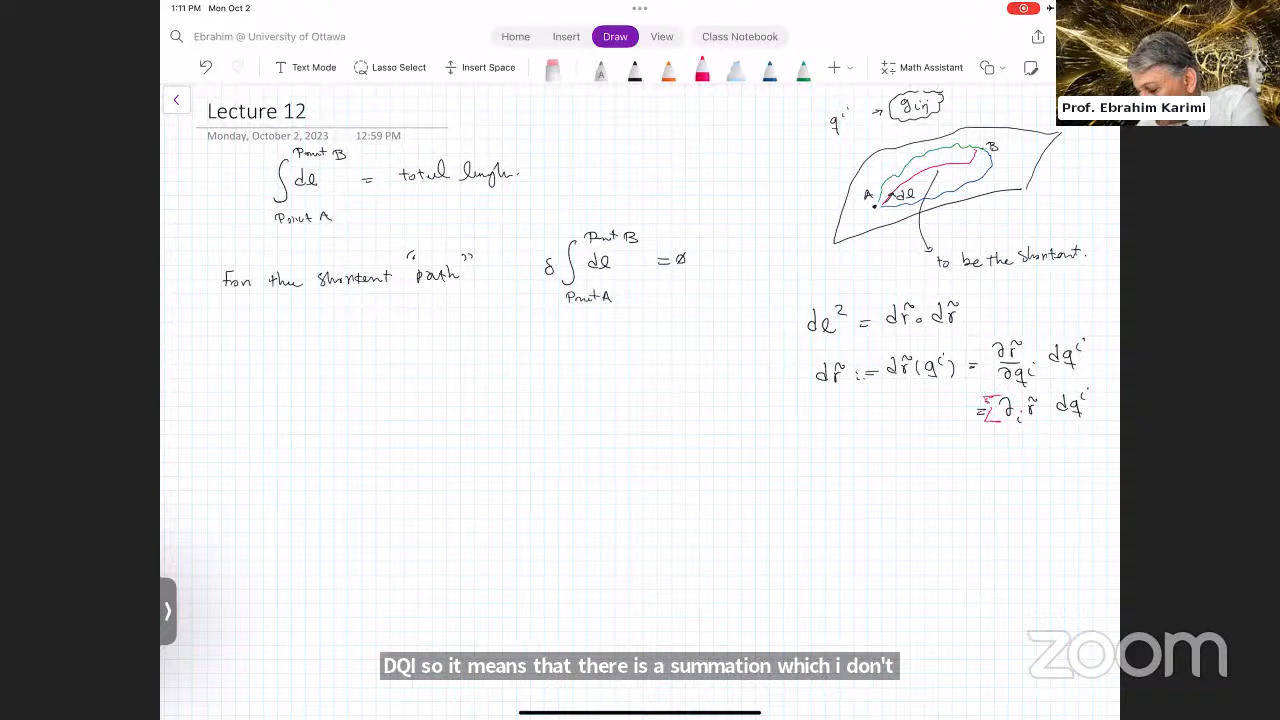 1:11 PM Mon Oct 2
Ebrahim @ University of Ottawa
Home Insert Draw View Class Notebook
Text Mode Lasso Select Insert Space Math Assistant
Prof. Ebrahim Karimi
Lecture 12
Monday, October 2, 2023 12:59 PM
q^i → g_ij
∫_{Point A}^{Point B} dl = total length.
A dl B
to be the shortest.
For the shortest "path" δ ∫_{Point A}^{Point B} dl = ø
dl² = dr̃ . dr̃
dr̃ := dr̃(q^i) = ∂r̃/∂q^i dq^i
= Σ ∂_i r̃ dq^i
DQI so it means that there is a summation which i don't
zoom